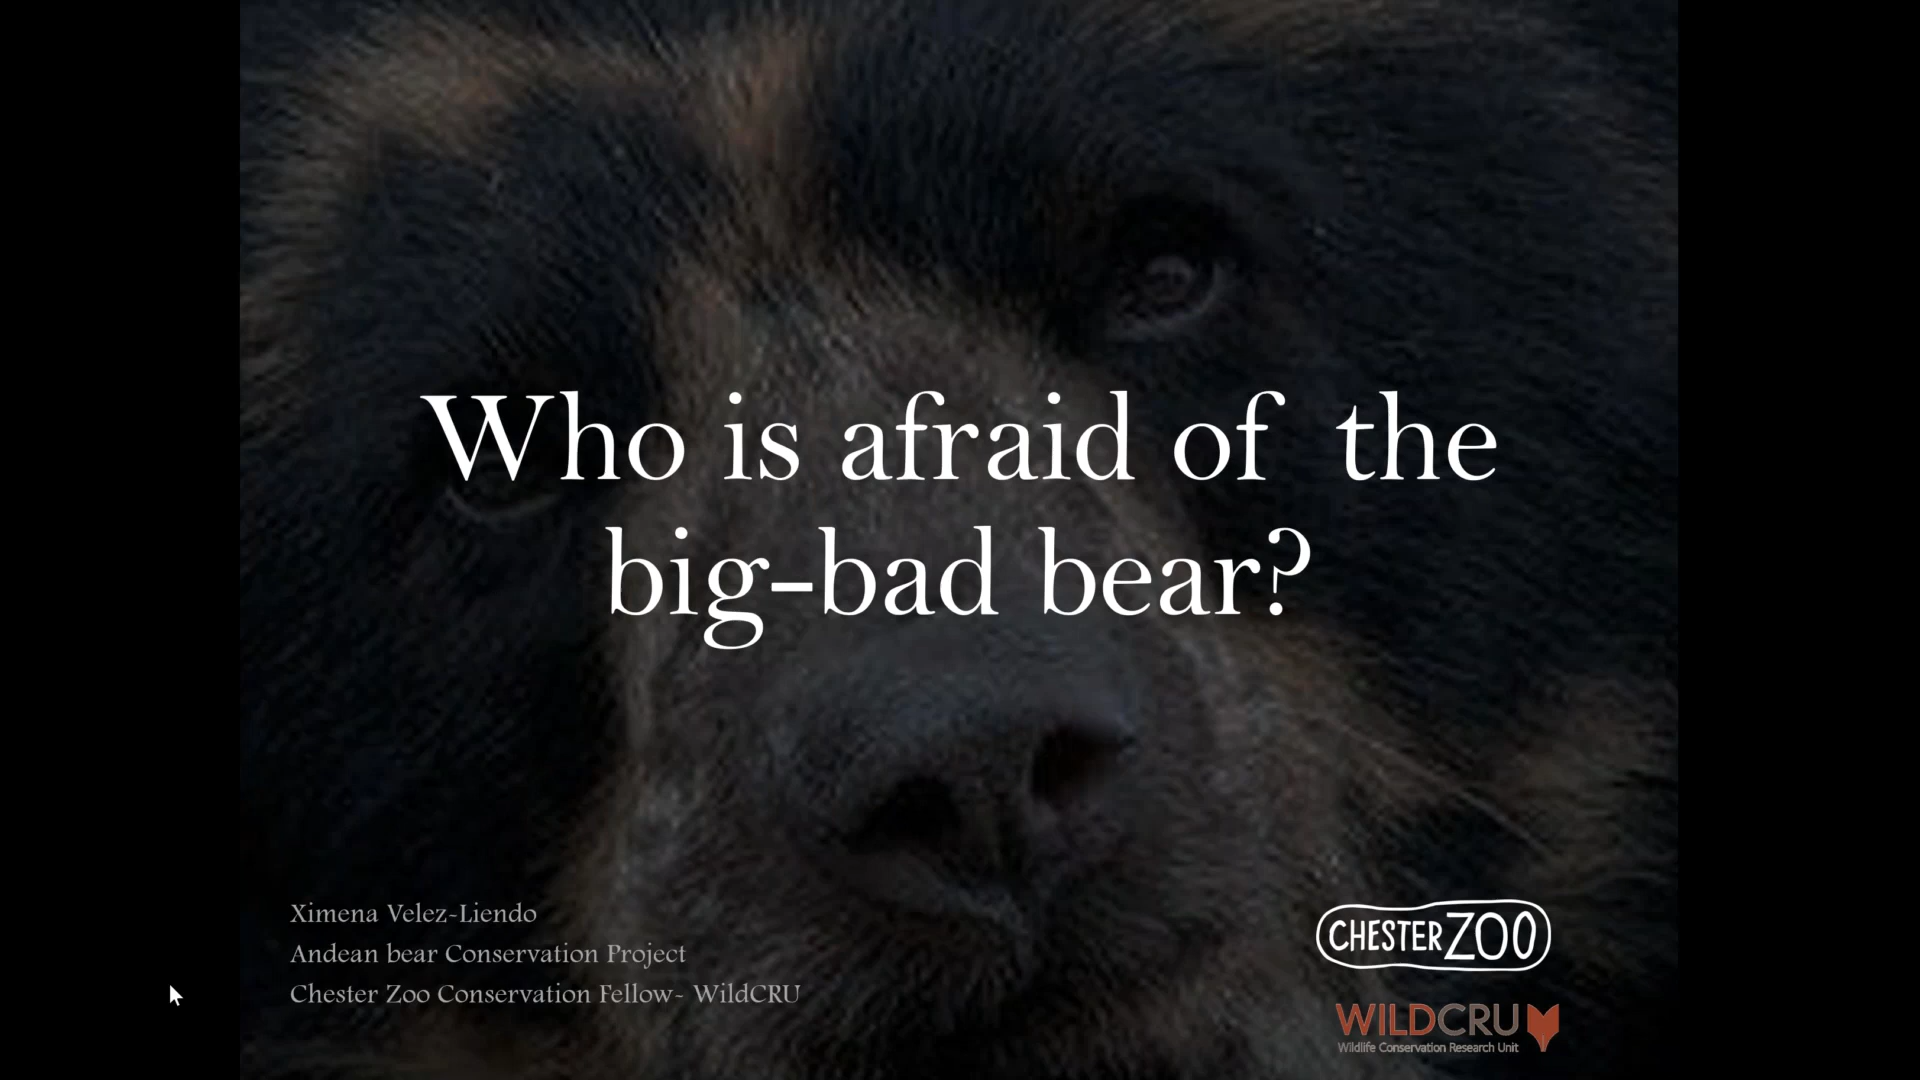 Who is afraid of the
big-bad bear?
Ximena Velez-Liendo
Andean bear Conservation Project
Chester Zoo Conservation Fellow- WildCRU
CHESTER ZOO
WILDCRU
Wildlife Conservation Research Unit